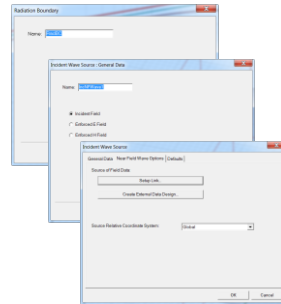 Radiation Boundary
Name:
Incident Wave Source : General Data
Name:
Incident Field
Enforced E Field
Enforced H Field
Incident Wave Source
General Data Near Field Wave Options Defaults
Source of Field Data
Setup Link...
Create External Data Design...
Source Relative Coordinate System:
Global
OK Cancel